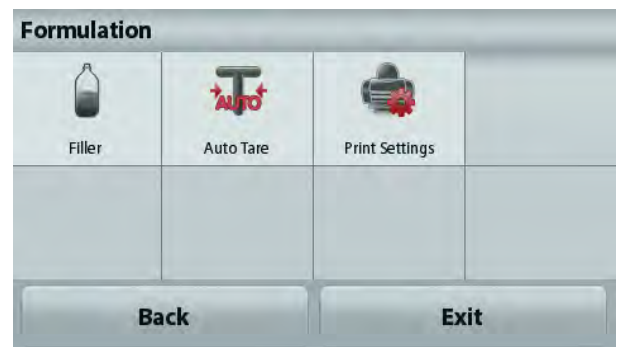 Formulation
AUTO
Filler
Auto Tare
Print Settings
Back
Exit